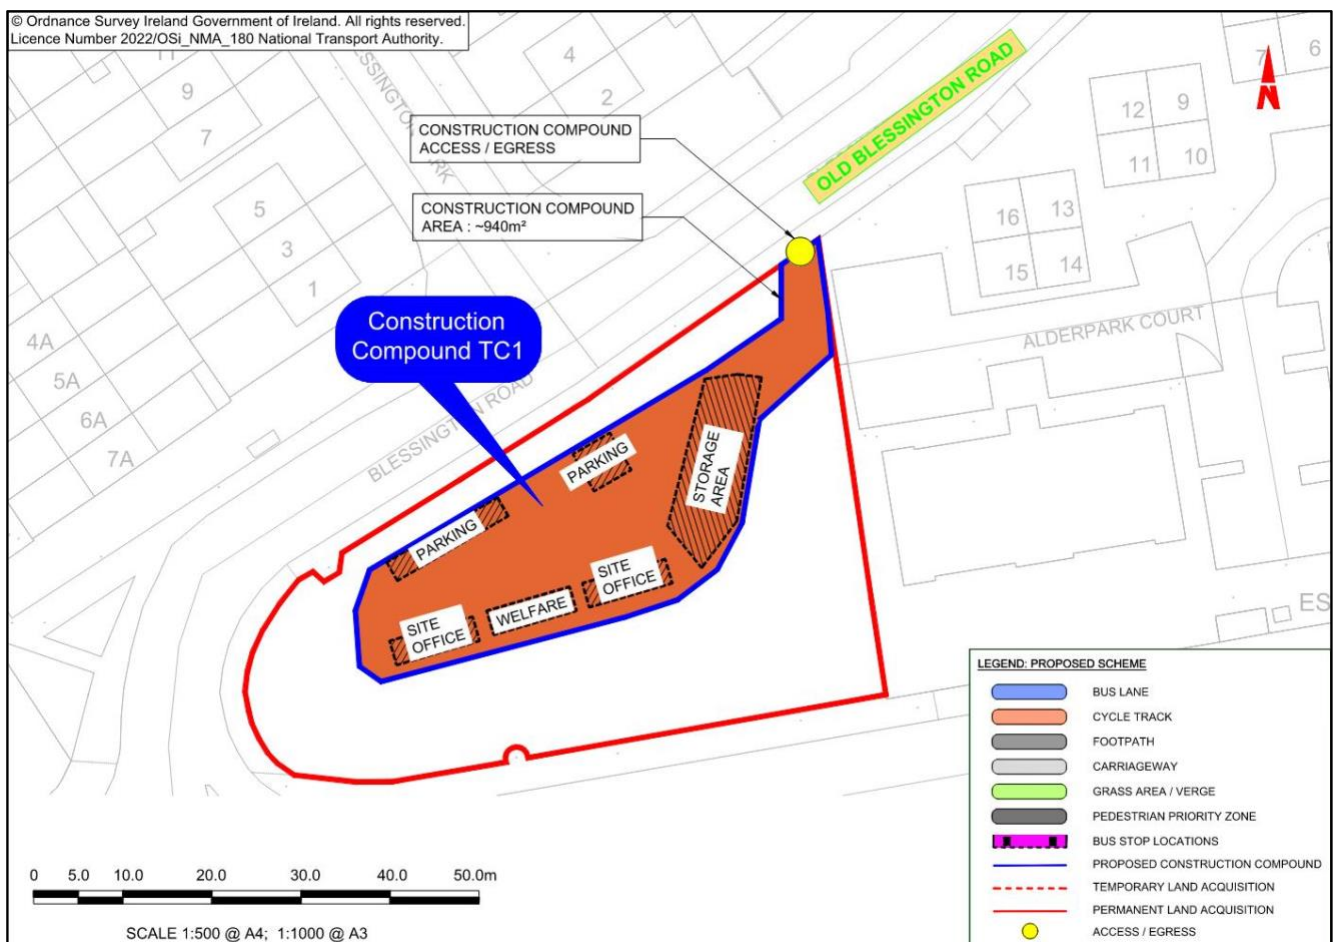 © Ordnance Survey Ireland Government of Ireland. All rights reserved.
Licence Number 2022/OSi_NMA_180 National Transport Authority.
11
9
7
4
2
7
6
N
OLD BLESSINGTON ROAD
CONSTRUCTION COMPOUND
ACCESS / EGRESS
CONSTRUCTION COMPOUND
AREA : ~940m²
12
9
11
10
16
13
15
14
5
3
1
ALDERPARK COURT
Construction
Compound TC1
4A
5A
6A
7A
BLESSINGTON ROAD
PARKING
PARKING
STORAGE
AREA
SITE
OFFICE
WELFARE
SITE
OFFICE
ES
LEGEND: PROPOSED SCHEME
BUS LANE
CYCLE TRACK
FOOTPATH
CARRIAGEWAY
GRASS AREA / VERGE
PEDESTRIAN PRIORITY ZONE
BUS STOP LOCATIONS
PROPOSED CONSTRUCTION COMPOUND
TEMPORARY LAND ACQUISITION
PERMANENT LAND ACQUISITION
ACCESS / EGRESS
0 5.0 10.0 20.0 30.0 40.0 50.0m
SCALE 1:500 @ A4; 1:1000 @ A3